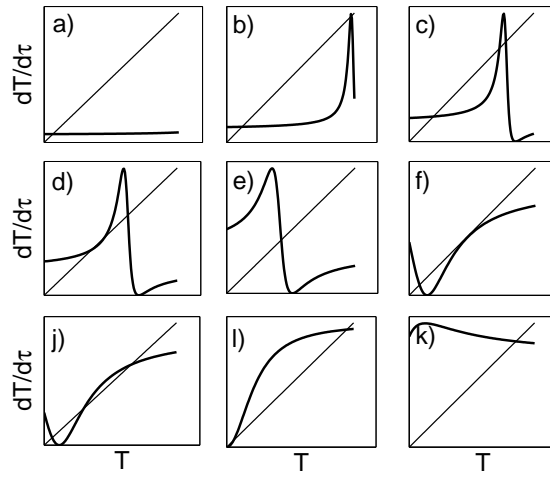 a) b) c)
dT/dτ
d) e) f)
dT/dτ
j) l) k)
dT/dτ
T T T